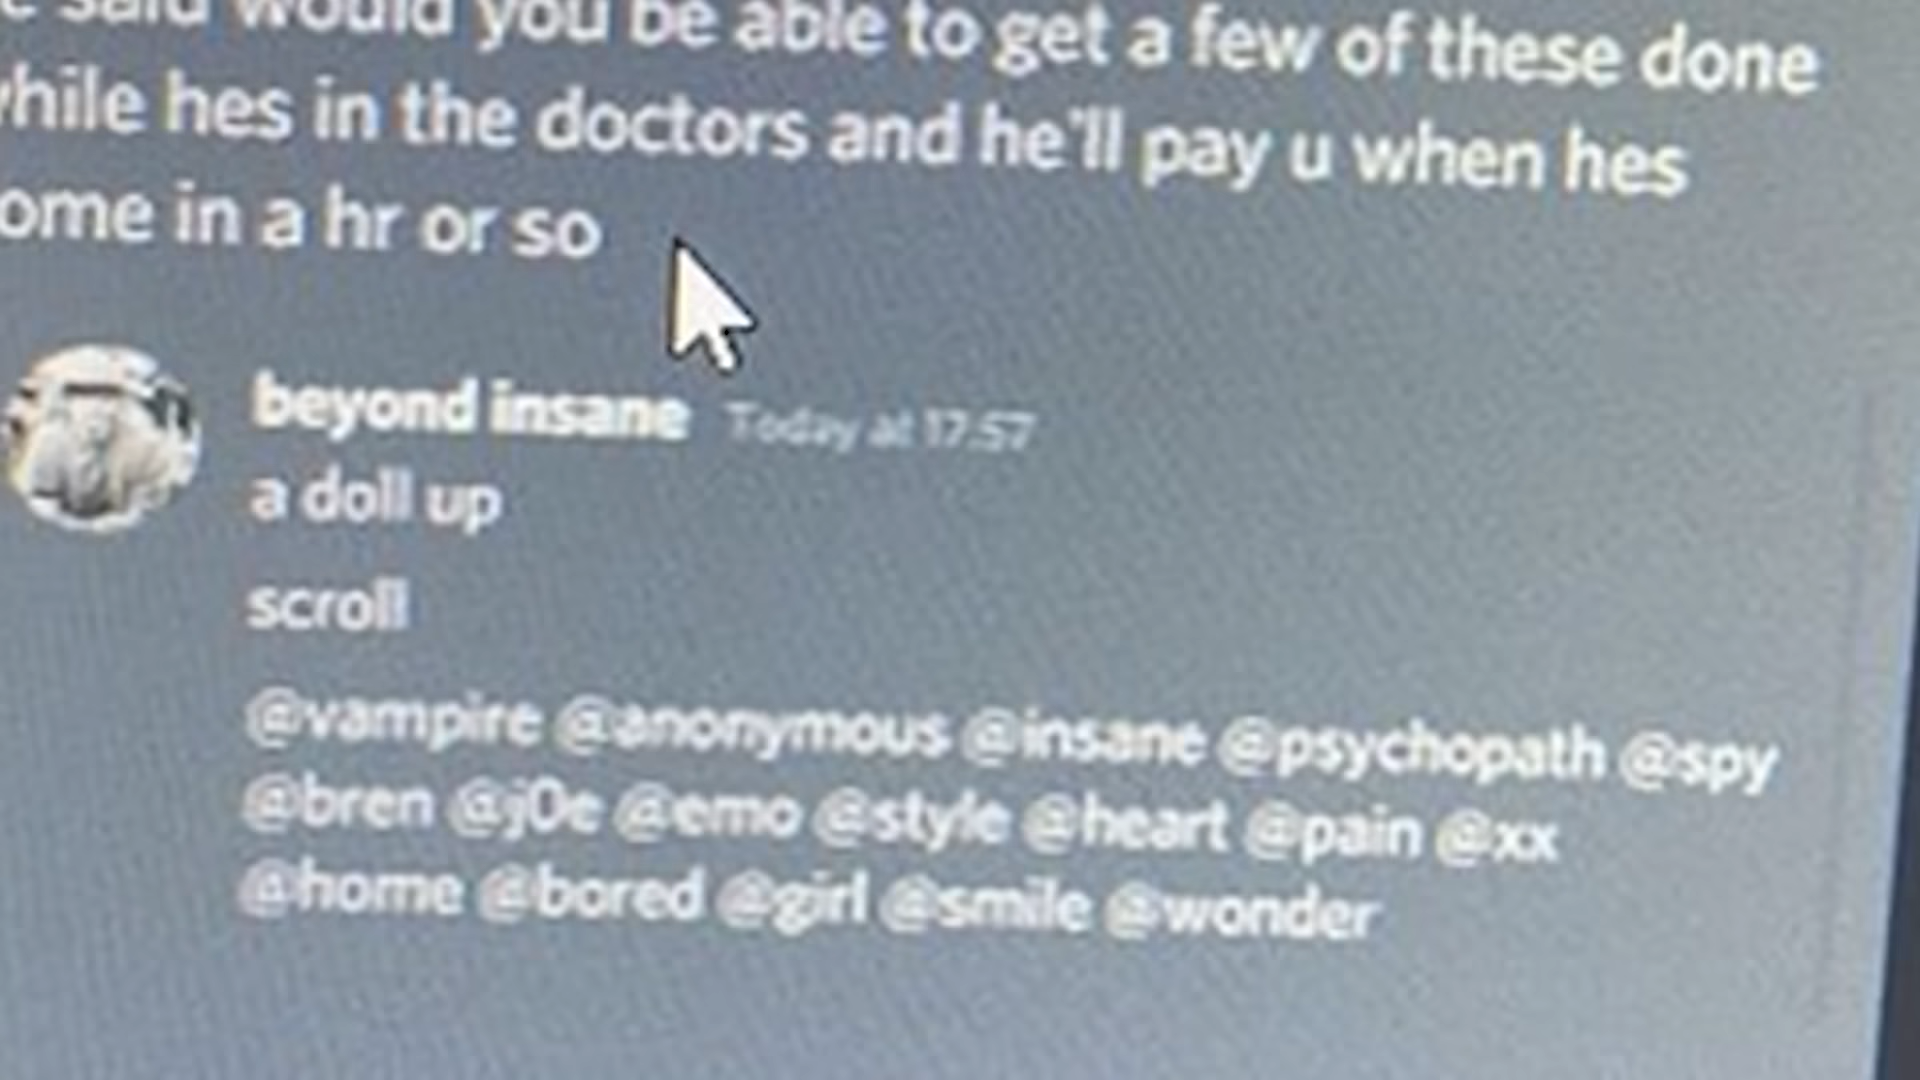 said would you be able to get a few of these done
while hes in the doctors and he'll pay u when hes
ome in a hr or so
beyond insane Today at 17:57
a doll up
scroll
@vampire @anonymous @insane @psychopath @spy
@bren @j0e @emo @style @heart @pain @xx
@home @bored @girl @smile @wonder